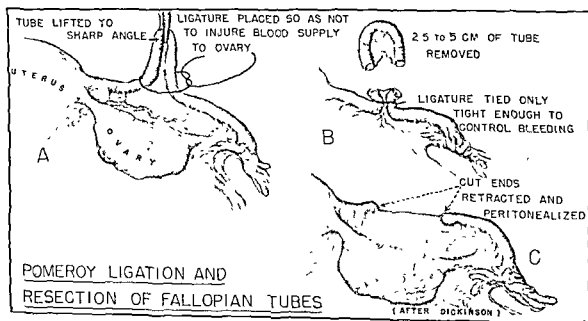 TUBE LIFTED TO
SHARP ANGLE
LIGATURE PLACED SO AS NOT
TO INJURE BLOOD SUPPLY
TO OVARY
UTERUS
OVARY
A
2.5 to 5 CM OF TUBE
REMOVED
LIGATURE TIED ONLY
TIGHT ENOUGH TO
CONTROL BLEEDING
B
CUT ENDS
RETRACTED AND
PERITONEALIZED
C
POMEROY LIGATION AND
RESECTION OF FALLOPIAN TUBES
(AFTER DICKINSON)